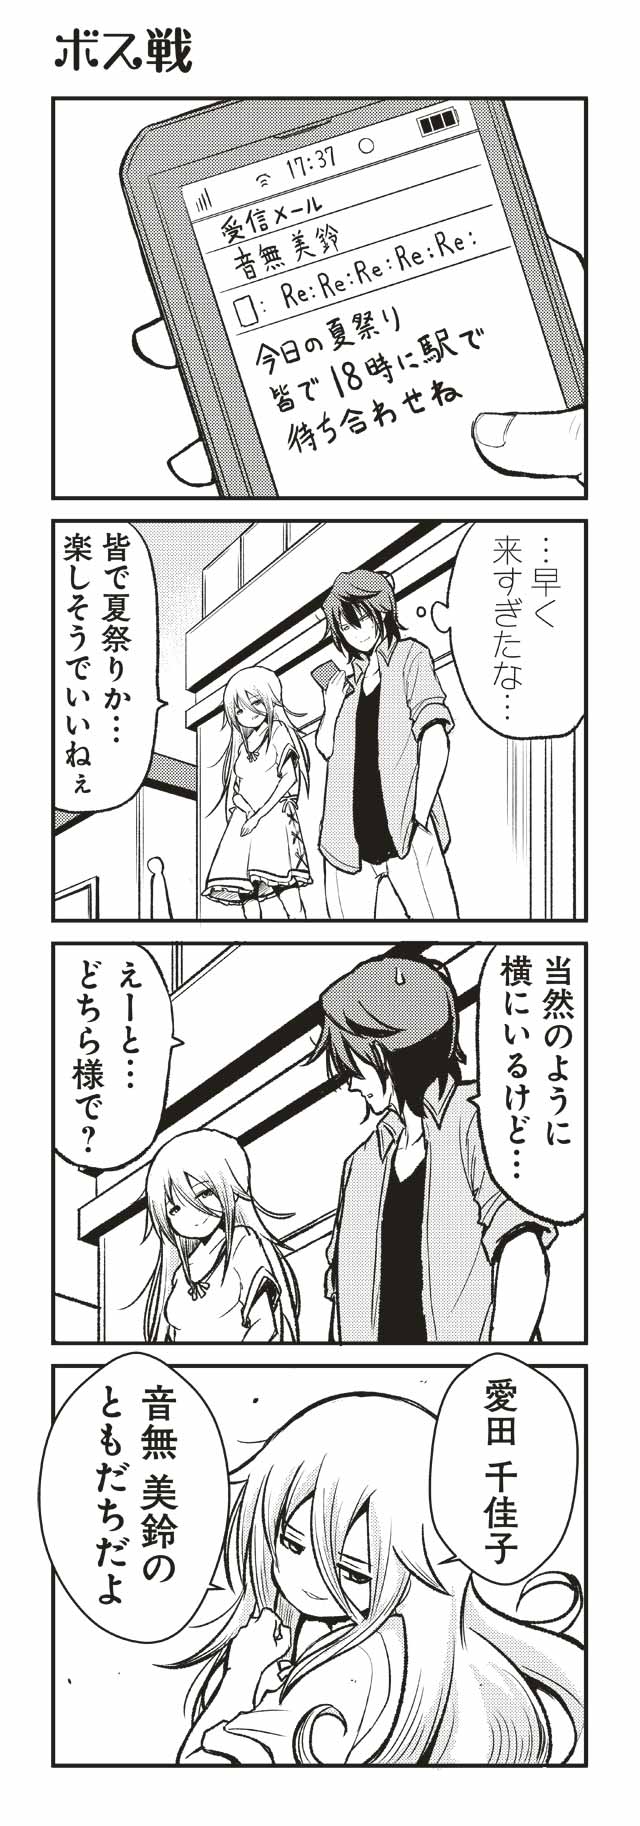 ボス戦
17:37
受信メール
音無 美鈴
: Re:Re:Re:Re:Re:
今日の夏祭り
皆で18時に駅で
待ち合わせね
…早く
来すぎたな…
皆で夏祭りか…
楽しそうでいいねぇ
当然のように
横にいるけど…
えーと…
どちら様で?
愛田 千佳子
音無 美鈴の
ともだちだよ